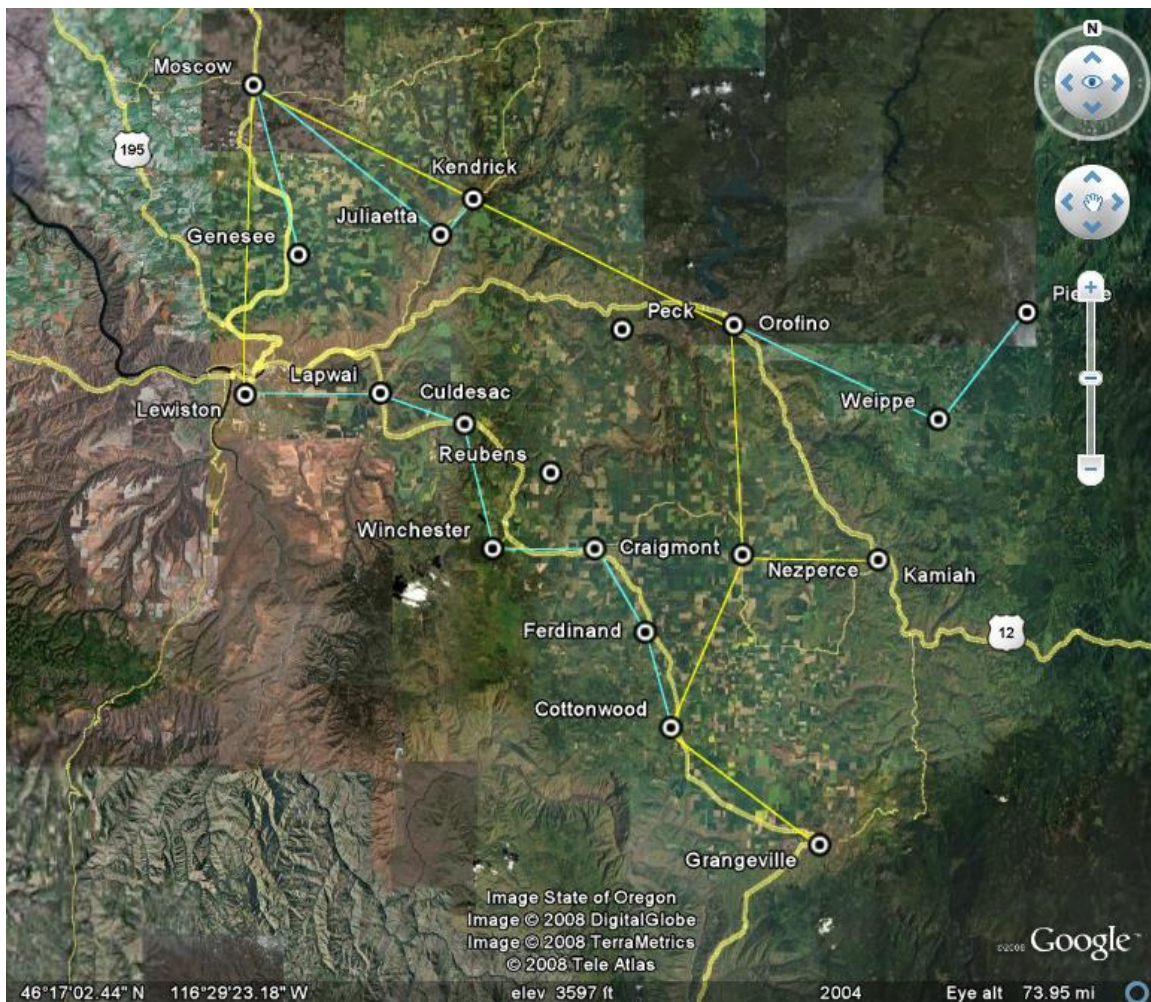 N
Moscow
195
Kendrick
Juliaetta
Genesee
Pierce
Peck
Orofino
Lapwai
Culdesac
Lewiston
Weippe
Reubens
Winchester
Craigmont
Nezperce
Kamiah
Ferdinand
12
Cottonwood
Grangeville
Image State of Oregon
Image © 2008 DigitalGlobe
Image © 2008 TerraMetrics
© 2008 Tele Atlas
©2008 Google™
46°17'02.44" N 116°29'23.18" W elev 3597 ft 2004 Eye alt 73.95 mi